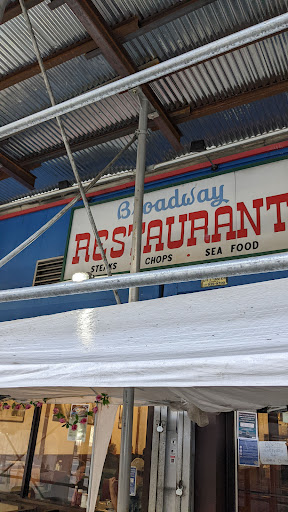 Broadway
RESTAURANT
STEAKS CHOPS • SEA FOOD